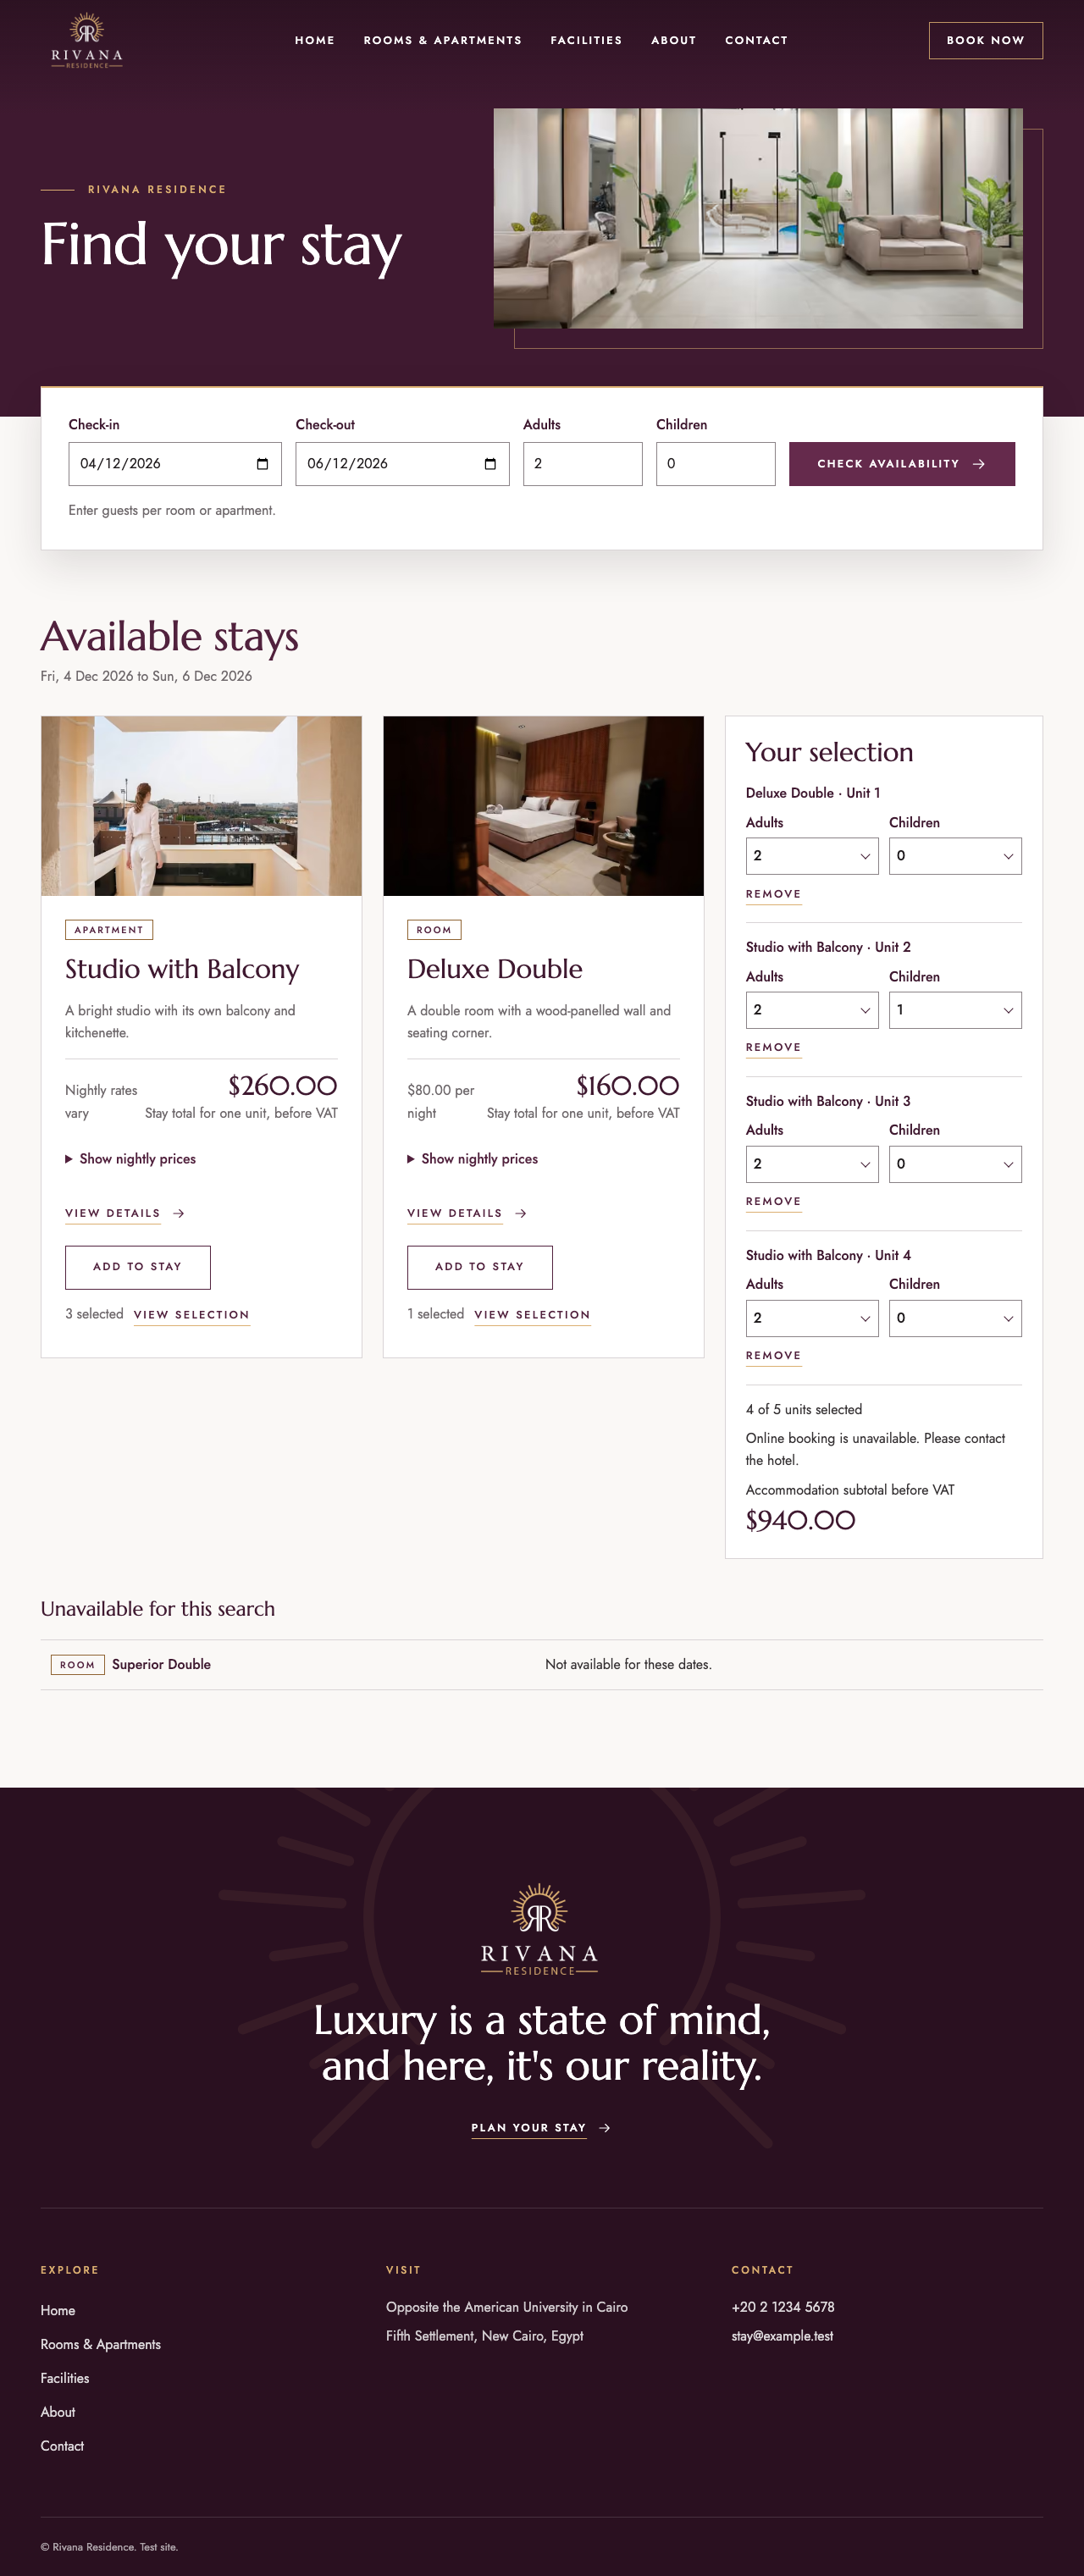 RIVANA
RESIDENCE
HOME
ROOMS & APARTMENTS
FACILITIES
ABOUT
CONTACT
BOOK NOW
RIVANA RESIDENCE
Find your stay
Check-in
Check-out
Adults
Children
04/12/2026
06/12/2026
2
0
CHECK AVAILABILITY
Enter guests per room or apartment.
Available stays
Fri, 4 Dec 2026 to Sun, 6 Dec 2026
APARTMENT
Studio with Balcony
A bright studio with its own balcony and
kitchenette.
Nightly rates
vary
$260.00
Stay total for one unit, before VAT
Show nightly prices
VIEW DETAILS
ADD TO STAY
3 selected VIEW SELECTION
ROOM
Deluxe Double
A double room with a wood-panelled wall and
seating corner.
$80.00 per
night
$160.00
Stay total for one unit, before VAT
Show nightly prices
VIEW DETAILS
ADD TO STAY
1 selected VIEW SELECTION
Your selection
Deluxe Double · Unit 1
Adults
Children
2
0
REMOVE
Studio with Balcony · Unit 2
Adults
Children
2
1
REMOVE
Studio with Balcony · Unit 3
Adults
Children
2
0
REMOVE
Studio with Balcony · Unit 4
Adults
Children
2
0
REMOVE
4 of 5 units selected
Online booking is unavailable. Please contact
the hotel.
Accommodation subtotal before VAT
$940.00
Unavailable for this search
ROOM Superior Double
Not available for these dates.
RIVANA
RESIDENCE
Luxury is a state of mind,
and here, it's our reality.
PLAN YOUR STAY
EXPLORE
Home
Rooms & Apartments
Facilities
About
Contact
VISIT
Opposite the American University in Cairo
Fifth Settlement, New Cairo, Egypt
CONTACT
+20 2 1234 5678
stay@example.test
© Rivana Residence. Test site.